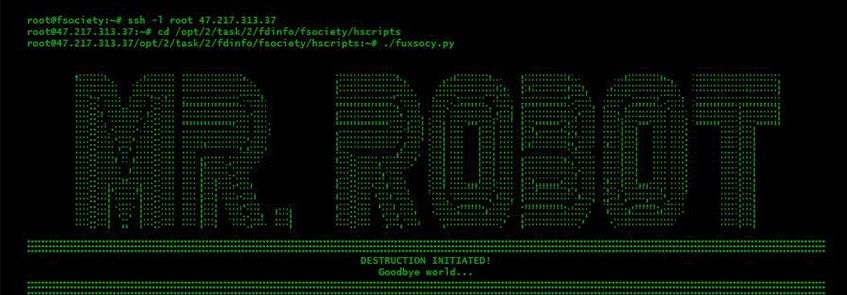 root@fsociety:~# ssh -l root 47.217.313.37
root@47.217.313.37:~# cd /opt/2/task/2/fdinfo/fsociety/hscripts
root@47.217.313.37/opt/2/task/2/fdinfo/fsociety/hscripts:~# ./fuxsocy.py
MR. ROBOT
DESTRUCTION INITIATED!
Goodbye world...